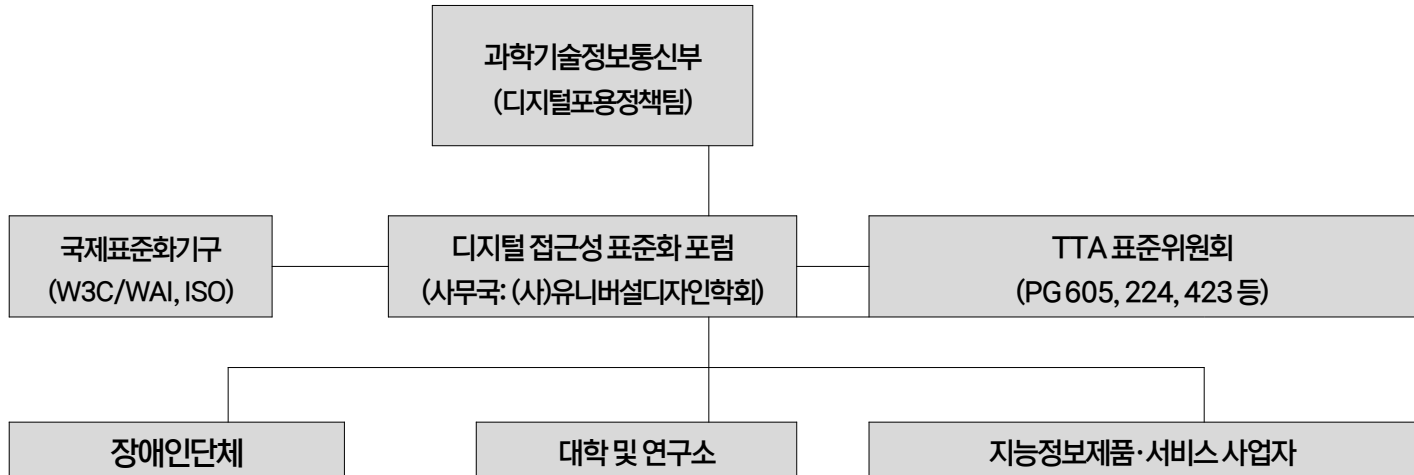 과학기술정보통신부
(디지털포용정책팀)
국제표준화기구
(W3C/WAI, ISO)
디지털 접근성 표준화 포럼
(사무국: (사)유니버설디자인학회)
TTA 표준위원회
(PG 605, 224, 423 등)
장애인단체
대학 및 연구소
지능정보제품·서비스 사업자